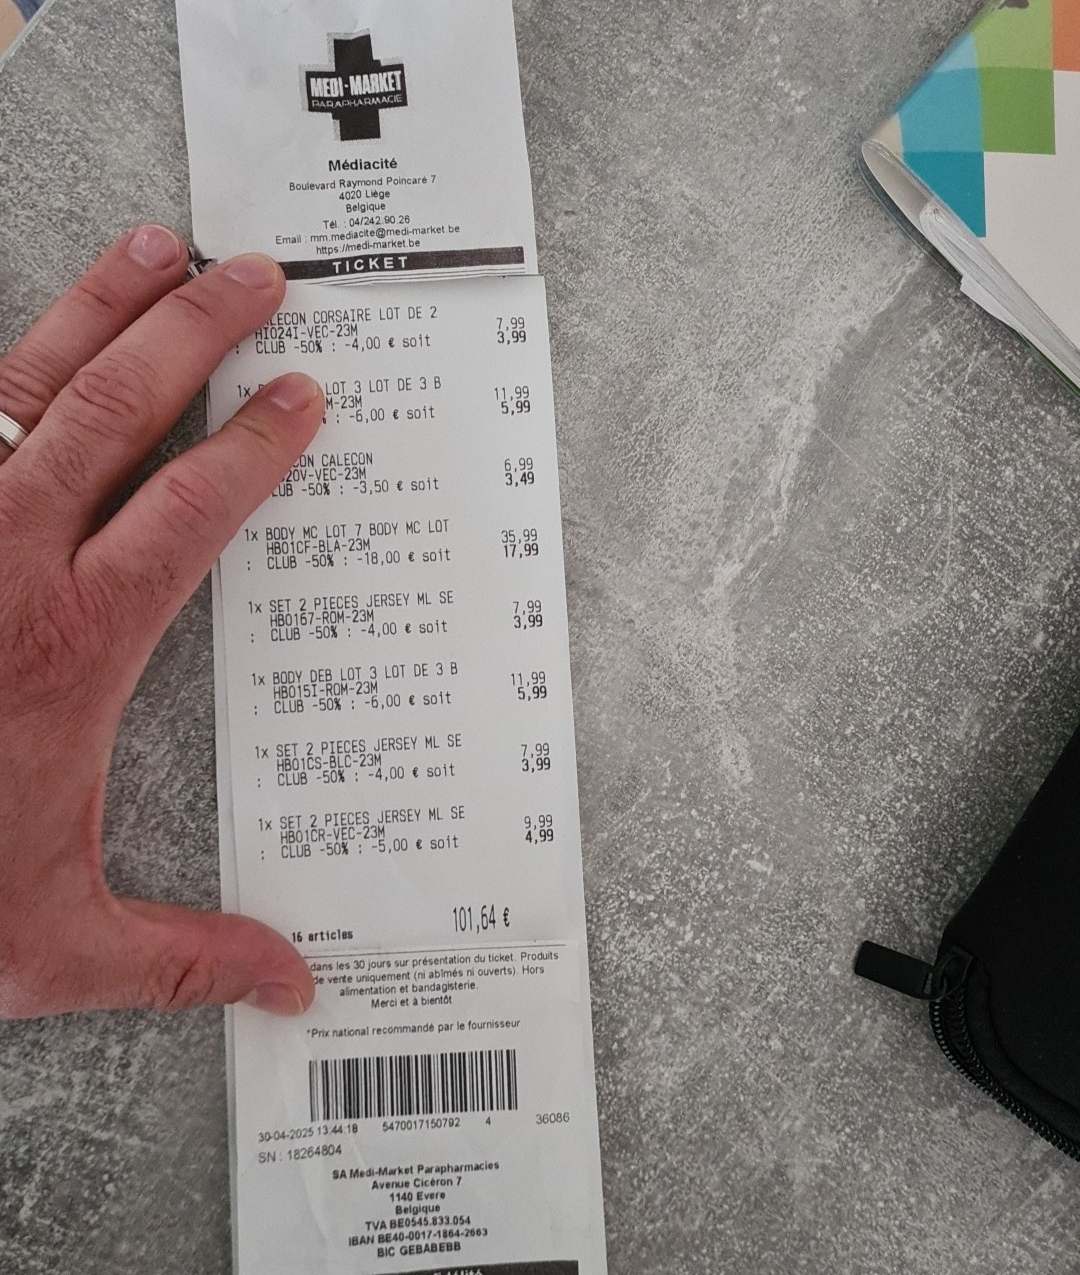 MEDI-MARKET
PARAPHARMACIE
Médiacité
Boulevard Raymond Poincaré 7
4020 Liège
Belgique
Tél. : 04/242.90.26
Email : mm.mediacite@medi-market.be
https://medi-market.be
TICKET
CORSAIRE LOT DE 2 7,99
HI024I-VEC-23M 3,99
: CLUB -50% : -4,00 € soit
1x LOT 3 LOT DE 3 B 11,99
M-23M 5,99
: -6,00 € soit
CALECON 6,99
20V-VEC-23M 3,49
-50% : -3,50 € soit
1x BODY MC LOT 7 BODY MC LOT 35,99
HB01CF-BLA-23M 17,99
: CLUB -50% : -18,00 € soit
1x SET 2 PIECES JERSEY ML SE 7,99
HB0167-ROM-23M 3,99
: CLUB -50% : -4,00 € soit
1x BODY DEB LOT 3 LOT DE 3 B 11,99
HB015I-ROM-23M 5,99
: CLUB -50% : -6,00 € soit
1x SET 2 PIECES JERSEY ML SE 7,99
HB01CS-BLC-23M 3,99
: CLUB -50% : -4,00 € soit
1x SET 2 PIECES JERSEY ML SE 9,99
HB01CR-VEC-23M 4,99
: CLUB -50% : -5,00 € soit
16 articles 101,64 €
dans les 30 jours sur présentation du ticket. Produits
de vente uniquement (ni abîmés ni ouverts). Hors
alimentation et bandagisterie.
Merci et à bientôt
*Prix national recommandé par le fournisseur
30-04-2025 13:44:18 5470017150792 4 36086
SN : 18264804
SA Medi-Market Parapharmacies
Avenue Cicéron 7
1140 Evere
Belgique
TVA BE0545.833.054
IBAN BE40-0017-1864-2663
BIC GEBABEBB